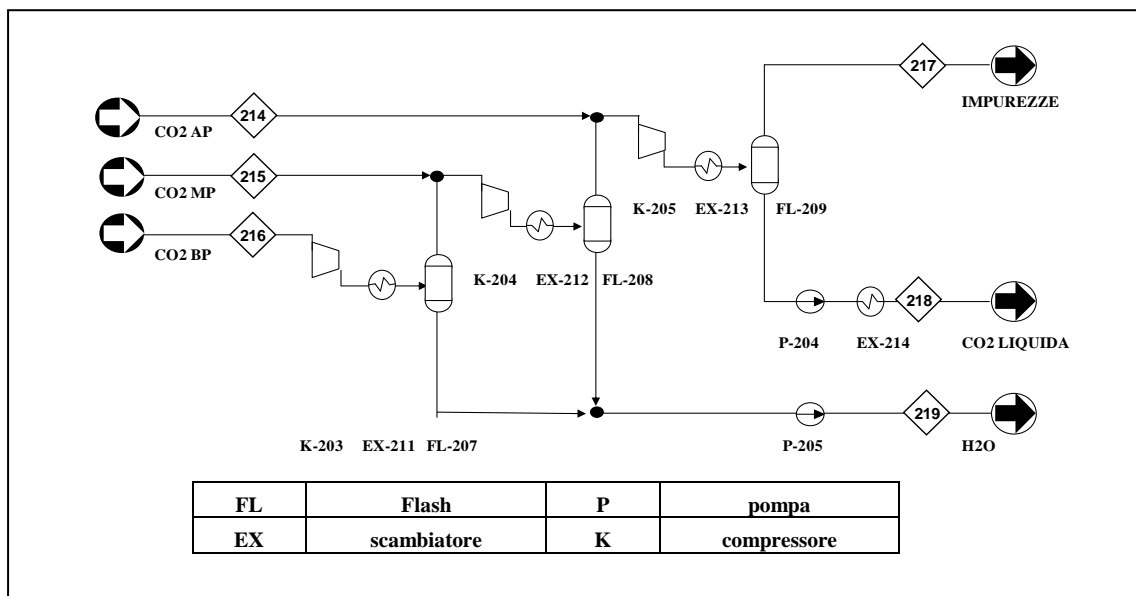 217
IMPUREZZE
214
CO2 AP
215
CO2 MP
K-205 EX-213 FL-209
216
CO2 BP
K-204 EX-212 FL-208
218
P-204 EX-214 CO2 LIQUIDA
219
K-203 EX-211 FL-207 P-205 H2O
FL Flash P pompa
EX scambiatore K compressore